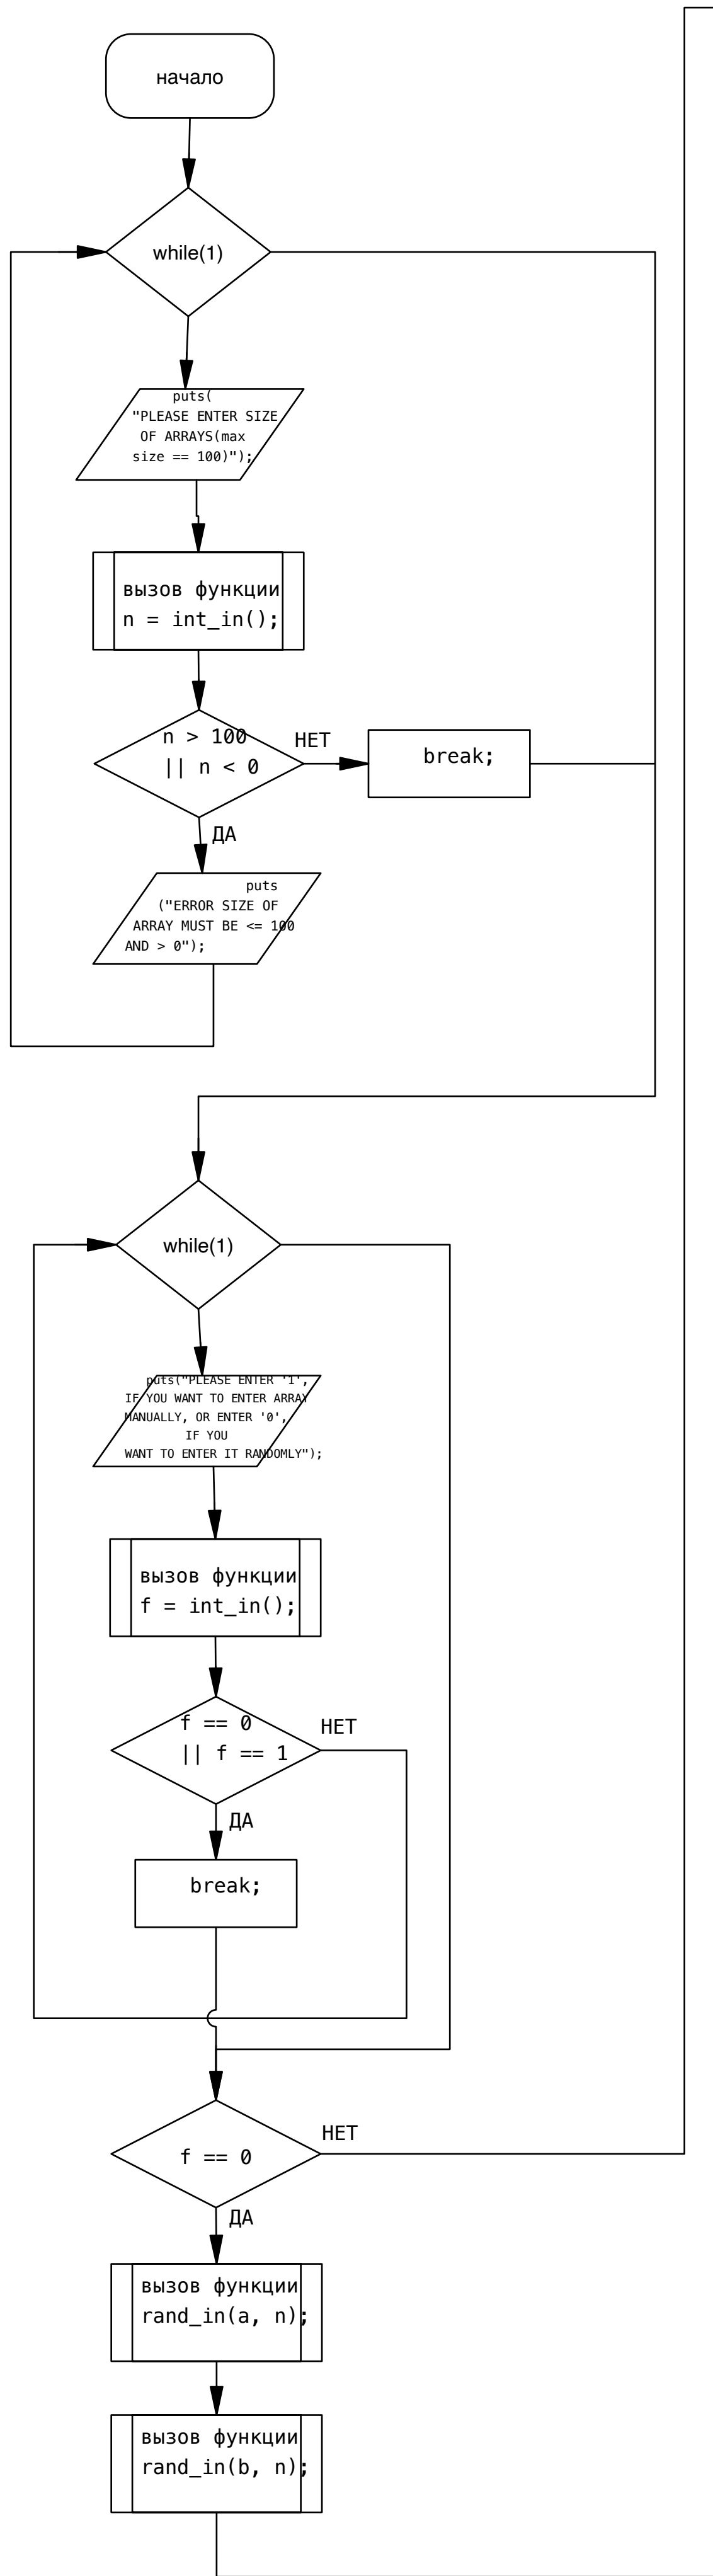 начало
while(1)
puts(
"PLEASE ENTER SIZE
OF ARRAYS(max
size == 100)");
вызов функции
n = int_in();
n > 100
|| n < 0
НЕТ
break;
ДА
puts
("ERROR SIZE OF
ARRAY MUST BE <= 100
AND > 0");
while(1)
puts("PLEASE ENTER '1',
IF YOU WANT TO ENTER ARRAY
MANUALLY, OR ENTER '0',
IF YOU
WANT TO ENTER IT RANDOMLY");
вызов функции
f = int_in();
f == 0
|| f == 1
НЕТ
ДА
break;
f == 0
НЕТ
ДА
вызов функции
rand_in(a, n);
вызов функции
rand_in(b, n);